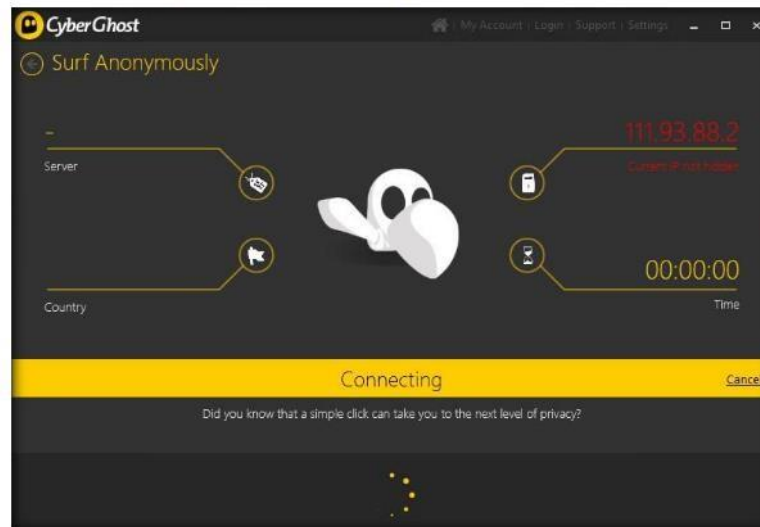 CyberGhost
My Account | Login | Support | Settings
Surf Anonymously
-
Server
Country
111.93.88.2
Current IP not hidden
00:00:00
Time
Connecting
Cancel
Did you know that a simple click can take you to the next level of privacy?